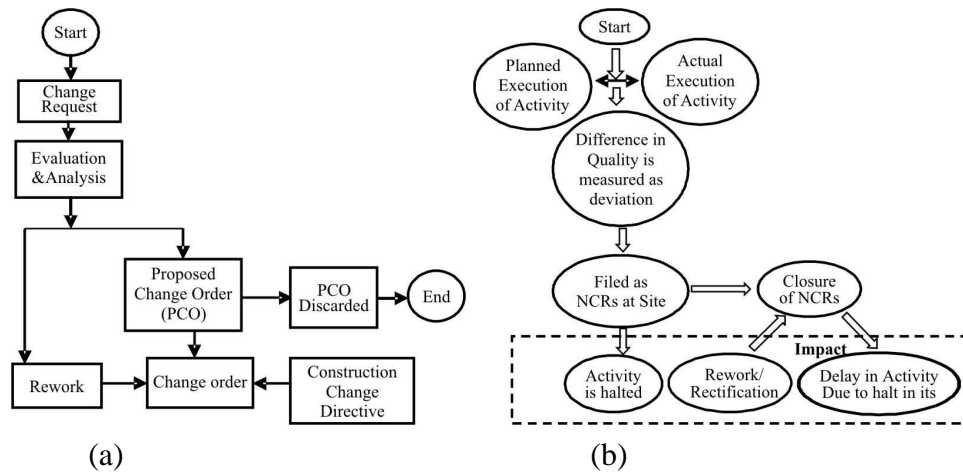 Start
Change
Request
Evaluation
&Analysis
Proposed
Change Order
(PCO)
PCO
Discarded
End
Rework
Change order
Construction
Change
Directive
(a)
Start
Planned
Execution
of Activity
Actual
Execution
of Activity
Difference in
Quality is
measured as
deviation
Filed as
NCRs at Site
Closure
of NCRs
Impact
Activity
is halted
Rework/
Rectification
Delay in Activity
Due to halt in its
(b)